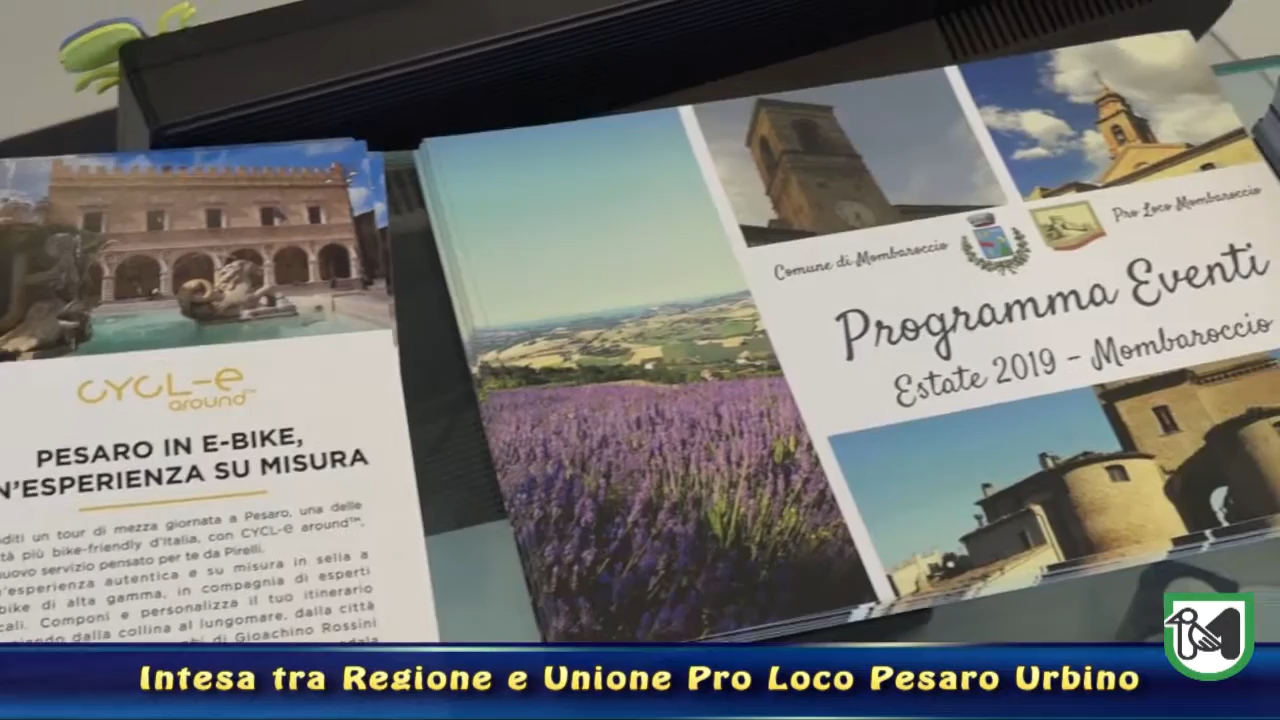 CYCL-e
around™
PESARO IN E-BIKE,
N'ESPERIENZA SU MISURA
diti un tour di mezza giornata a Pesaro, una delle
tà più bike-friendly d'Italia, con CYCL-e around™,
uovo servizio pensato per te da Pirelli.
'esperienza autentica e su misura in sella a
bike di alta gamma, in compagnia di esperti
cali. Componi e personalizza il tuo itinerario
dalla collina al lungomare, dalla città
di Gioachino Rossini
Comune di Mombaroccio
Pro Loco Mombaroccio
Programma Eventi
Estate 2019 - Mombaroccio
Intesa tra Regione e Unione Pro Loco Pesaro Urbino